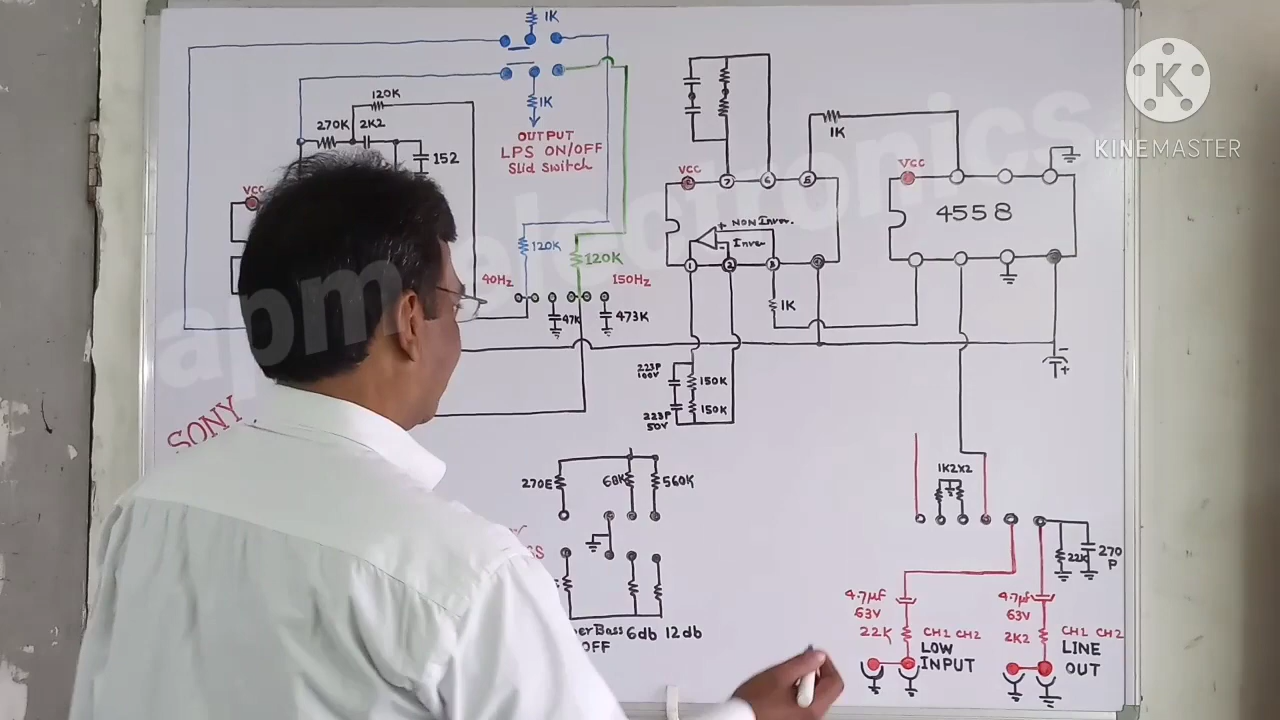 1K
1K
OUTPUT
LPS ON/OFF
Slid switch
120K
270K
2K2
152
VCC
120K
120K
40Hz
150Hz
47K
473K
1K
VCC
7
6
5
+ NON Inver.
- Inver
1
2
3
1K
VCC
4558
-
+
223P
100V
150K
223P
50V
150K
SONY
270E
68K
560K
6db
12db
OFF
1K2X2
22K
270
P
4.7µf
63V
22K
CH1 CH2
LOW
INPUT
4.7µf
63V
2K2
CH1 CH2
LINE
OUT
apm electronics
K
KINEMASTER